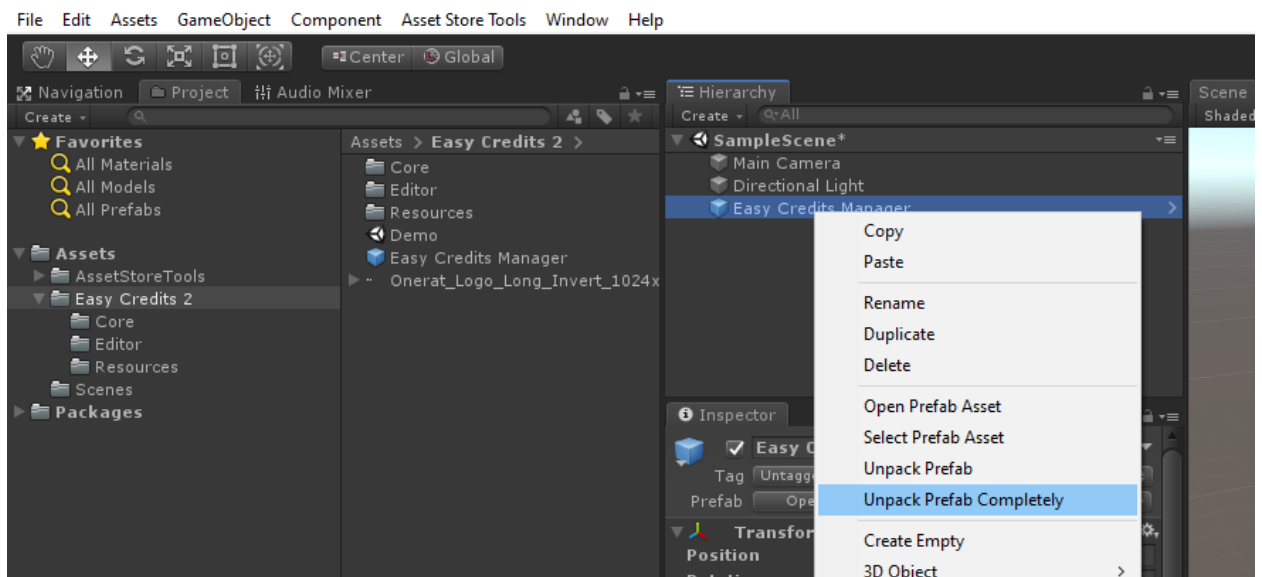 File Edit Assets GameObject Component Asset Store Tools Window Help
Center Global
Navigation Project Audio Mixer
Create
Favorites
All Materials
All Models
All Prefabs
Assets
AssetStoreTools
Easy Credits 2
Core
Editor
Resources
Scenes
Packages
Assets > Easy Credits 2 >
Core
Editor
Resources
Demo
Easy Credits Manager
Onerat_Logo_Long_Invert_1024x
Hierarchy
Create All
SampleScene*
Main Camera
Directional Light
Easy Credits Manager
Copy
Paste
Rename
Duplicate
Delete
Open Prefab Asset
Select Prefab Asset
Unpack Prefab
Unpack Prefab Completely
Create Empty
3D Object
Inspector
Easy
Tag Untagg
Prefab Ope
Transfor
Position
Scene
Shaded